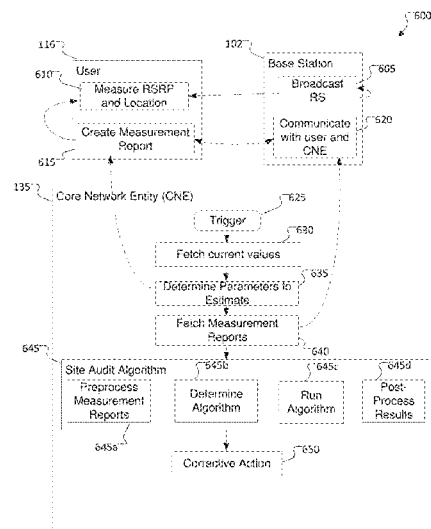 600
116
102
User
Base Station
610
605
Measure RSRP
and Location
Broadcast
RS
620
Create Measurement
Report
Communicate
with user and
CNE
615
135
Core Network Entity (CNE)
625
Trigger
630
Fetch current values
635
Determine Parameters to
Estimate
Fetch Measurement
Reports
640
645
645b
645c
645d
Site Audit Algorithm
Preprocess
Measurement
Reports
Determine
Algorithm
Run
Algorithm
Post-
Process
Results
645a
650
Corrective Action